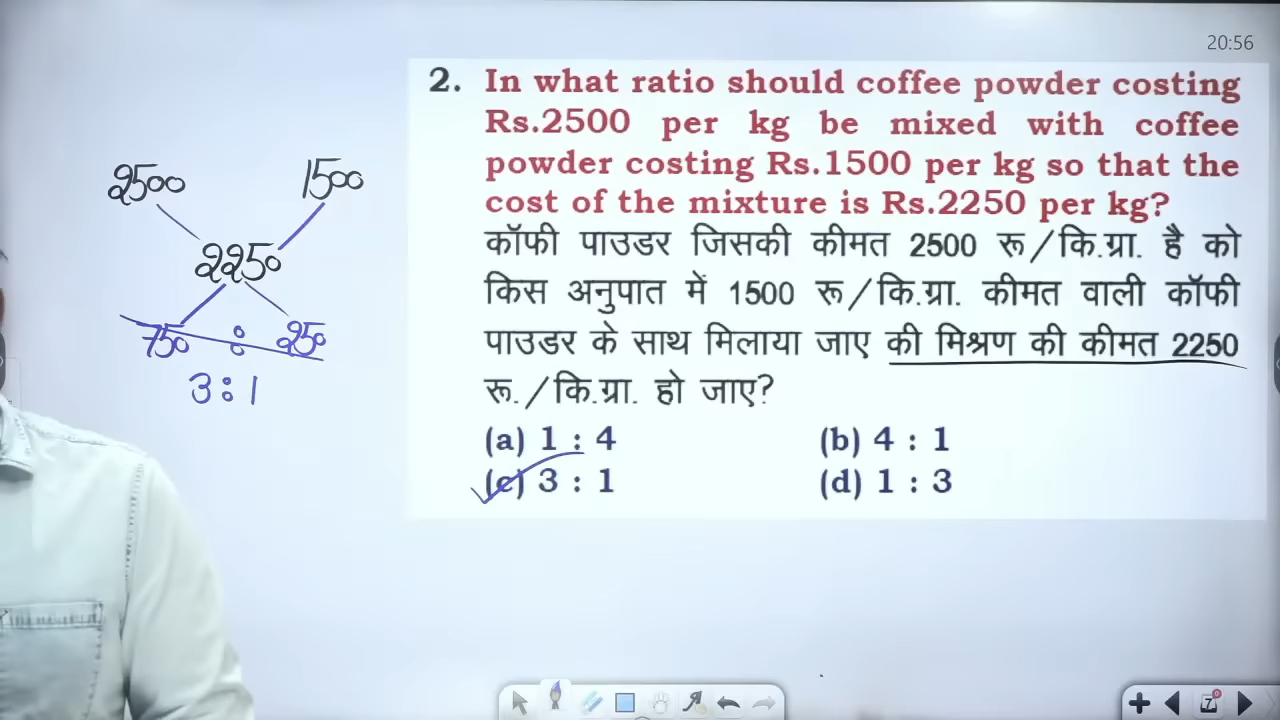 20:56
2. In what ratio should coffee powder costing
Rs.2500 per kg be mixed with coffee
powder costing Rs.1500 per kg so that the
cost of the mixture is Rs.2250 per kg?
कॉफी पाउडर जिसकी कीमत 2500 रू/कि.ग्रा. है को
किस अनुपात में 1500 रू/कि.ग्रा. कीमत वाली कॉफी
पाउडर के साथ मिलाया जाए की मिश्रण की कीमत 2250
रू./कि.ग्रा. हो जाए?
(a) 1 : 4 (b) 4 : 1
(c) 3 : 1 (d) 1 : 3
2500 1500
2250
750 : 250
3 : 1
7